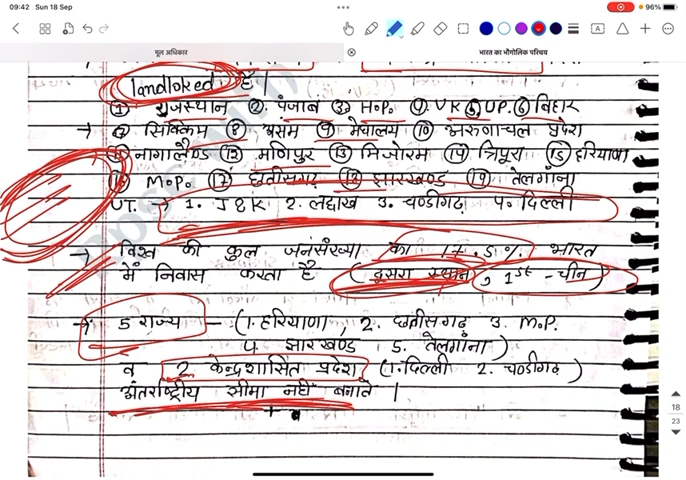 09:42 Sun 18 Sep
96%
मूल अधिकार
भारत का भौगोलिक परिचय
landlocked है।
① राजस्थान ② पंजाब ③ H.P. ④ UK ⑤ UP. ⑥ बिहार
→ ⑦ सिक्किम ⑧ असम ⑨ मेघालय ⑩ अरूणाचल प्रदेश
नागालैण्ड ⑫ मणिपुर ⑬ मिजोरम ⑭ त्रिपूरा ⑮ हरियाणा
M.P. ⑰ छत्तीसगढ़ ⑱ झारखण्ड ⑲ तेलगांना
U.T. → 1. J&K 2. लद्दाख 3. चण्डीगढ़ 4. दिल्ली
→ विश्व की कुल जनसंख्या का 17.5%. भारत
में निवास करता है (दूसरा स्थान, 1st - चीन)
→ 5 राज्य - (1. हरियाणा, 2. छत्तीसगढ़ 3. M.P.
4. झारखण्ड 5. तेलगांना)
व 2 केन्द्रशासित प्रदेश (1. दिल्ली 2. चण्डीगढ़)
अंतर्राष्ट्रीय सीमा नहीं बनाते।
18
23